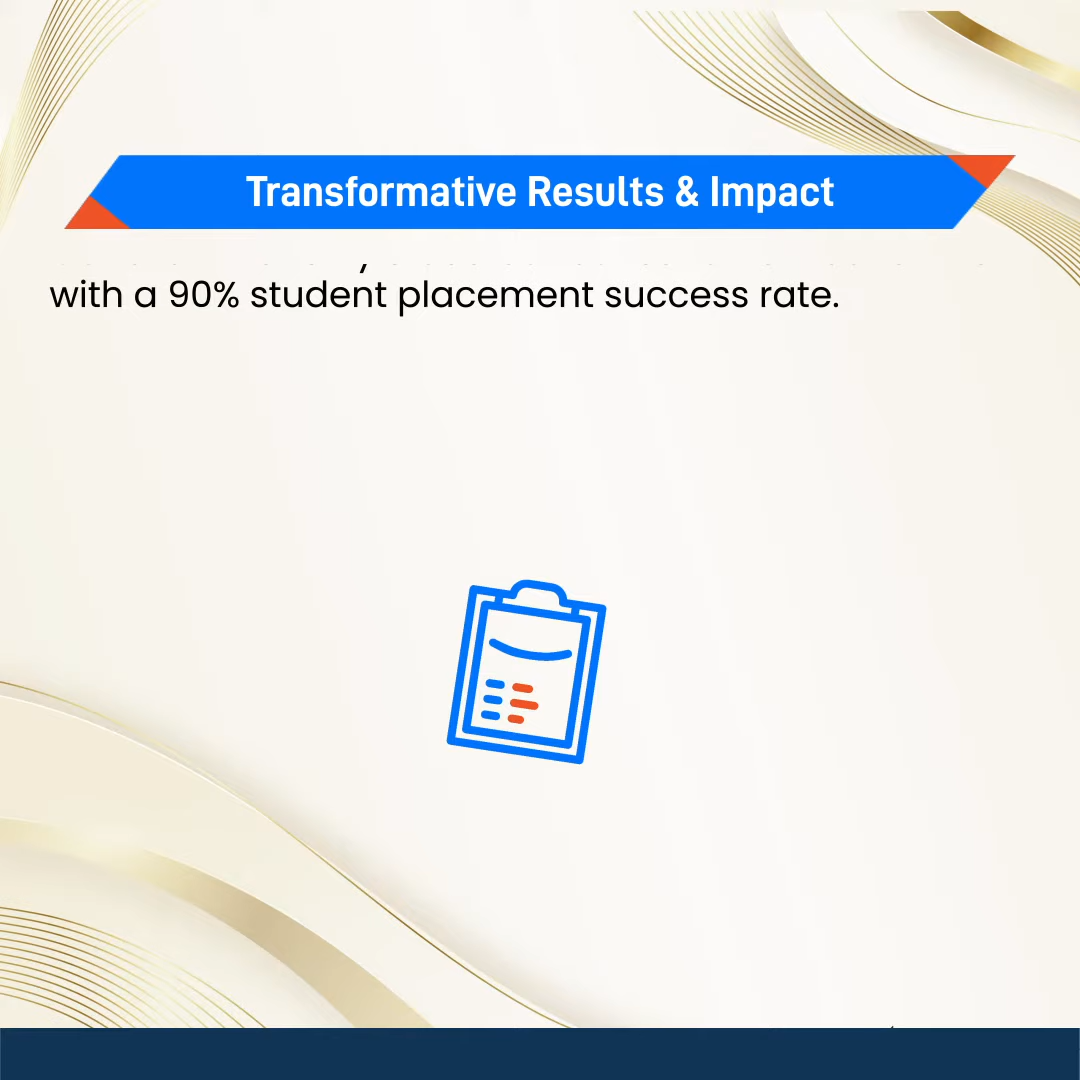 Transformative Results & Impact
with a 90% student placement success rate.